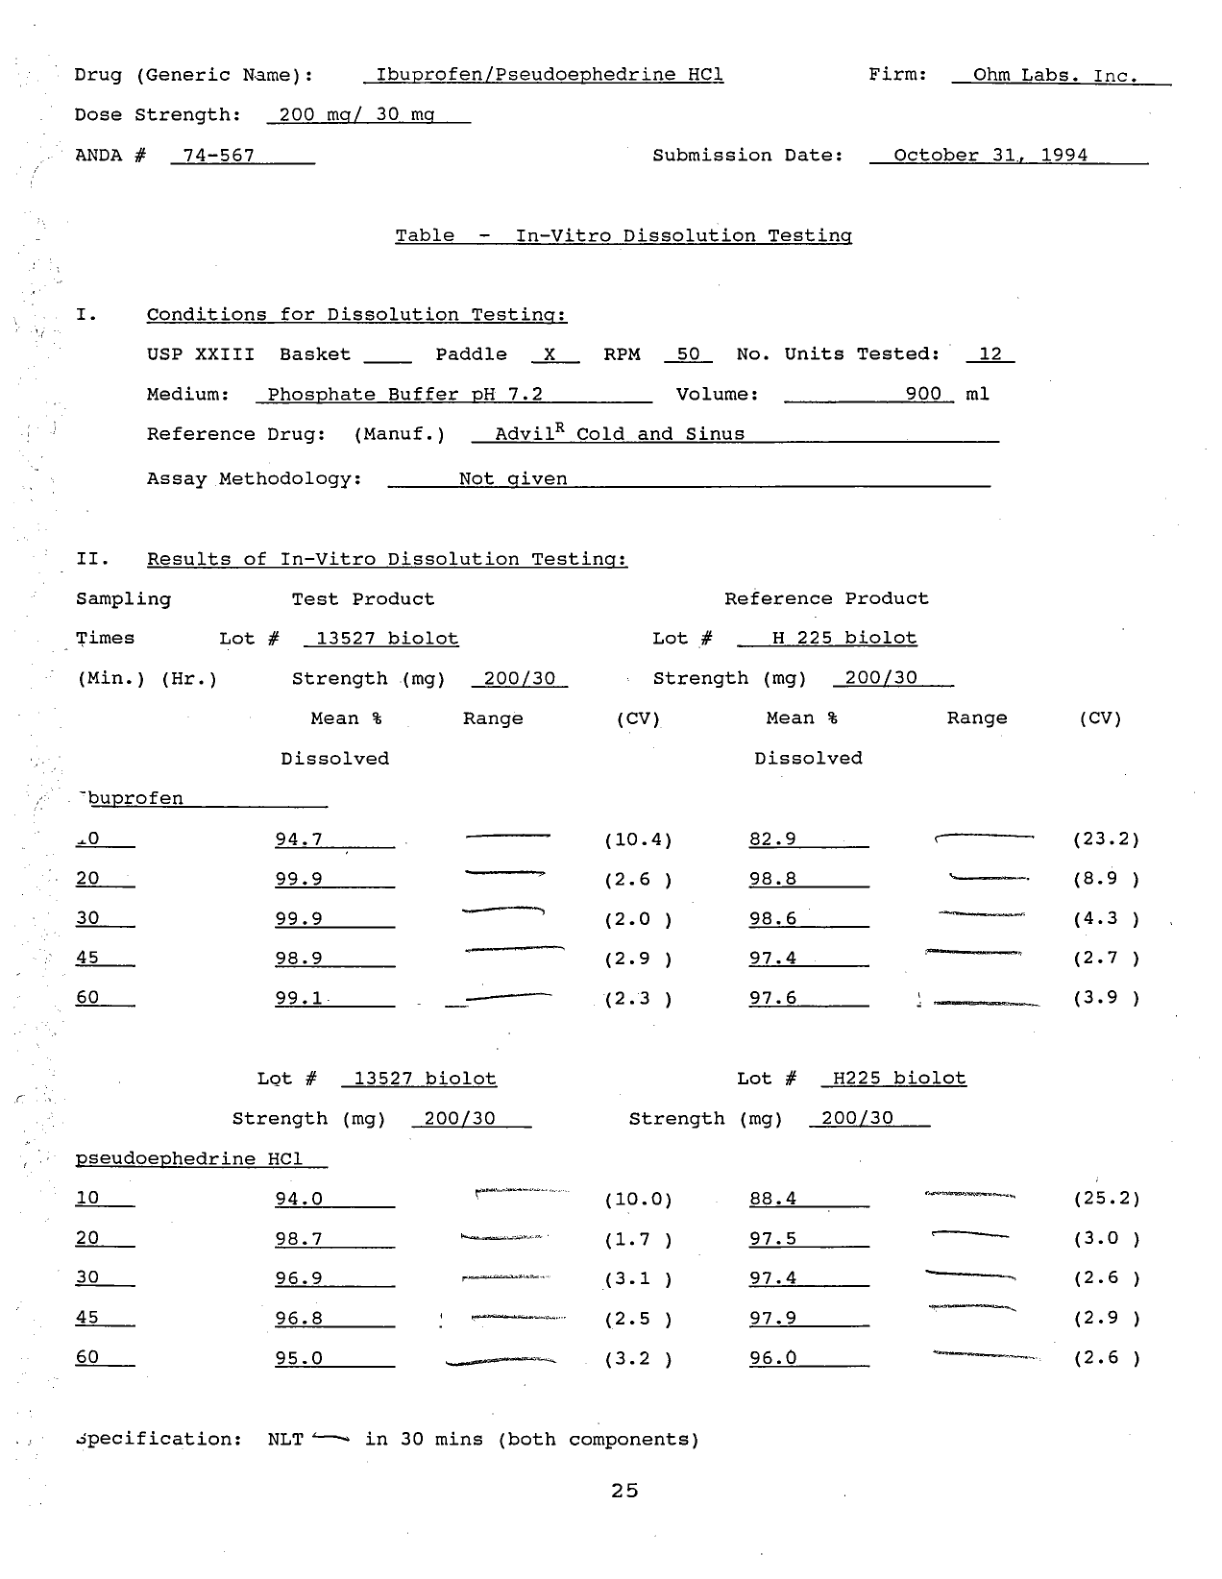 Drug (Generic Name): Ibuprofen/Pseudoephedrine HCl Firm: Ohm Labs. Inc.
Dose Strength: 200 mg/ 30 mg
ANDA # 74-567 Submission Date: October 31, 1994
Table - In-Vitro Dissolution Testing
I. Conditions for Dissolution Testing:
USP XXIII Basket ____ Paddle X RPM 50 No. Units Tested: 12
Medium: Phosphate Buffer pH 7.2 Volume: 900 ml
Reference Drug: (Manuf.) Advil^R Cold and Sinus
Assay Methodology: Not given
II. Results of In-Vitro Dissolution Testing:
Sampling Test Product Reference Product
Times Lot # 13527 biolot Lot # H 225 biolot
(Min.) (Hr.) Strength (mg) 200/30 Strength (mg) 200/30
Mean % Range (CV) Mean % Range (CV)
Dissolved Dissolved
buprofen
0 94.7 (10.4) 82.9 (23.2)
20 99.9 (2.6 ) 98.8 (8.9 )
30 99.9 (2.0 ) 98.6 (4.3 )
45 98.9 (2.9 ) 97.4 (2.7 )
60 99.1 (2.3 ) 97.6 (3.9 )
Lot # 13527 biolot Lot # H225 biolot
Strength (mg) 200/30 Strength (mg) 200/30
pseudoephedrine HCl
10 94.0 (10.0) 88.4 (25.2)
20 98.7 (1.7 ) 97.5 (3.0 )
30 96.9 (3.1 ) 97.4 (2.6 )
45 96.8 (2.5 ) 97.9 (2.9 )
60 95.0 (3.2 ) 96.0 (2.6 )
Specification: NLT in 30 mins (both components)
25